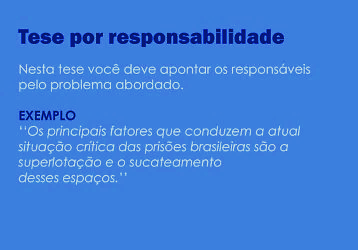 Tese por responsabilidade
Nesta tese você deve apontar os responsáveis
pelo problema abordado.
EXEMPLO
‘‘Os principais fatores que conduzem a atual
situação crítica das prisões brasileiras são a
superlotação e o sucateamento
desses espaços.’’